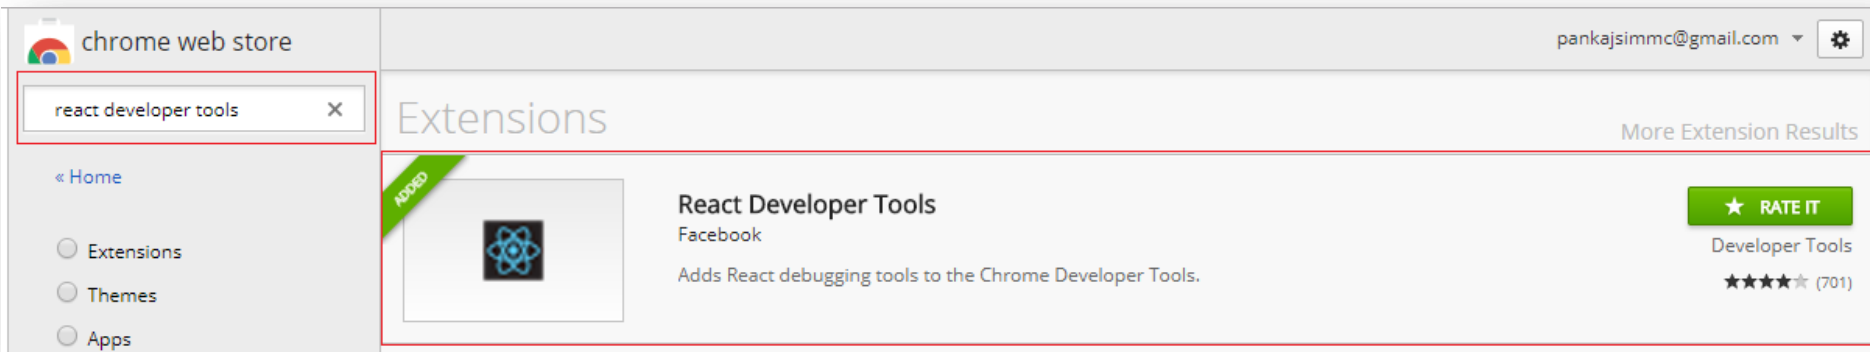 chrome web store
pankajsimmc@gmail.com
react developer tools
« Home
Extensions
Themes
Apps
Extensions
More Extension Results
ADDED
React Developer Tools
Facebook
Adds React debugging tools to the Chrome Developer Tools.
RATE IT
Developer Tools
(701)